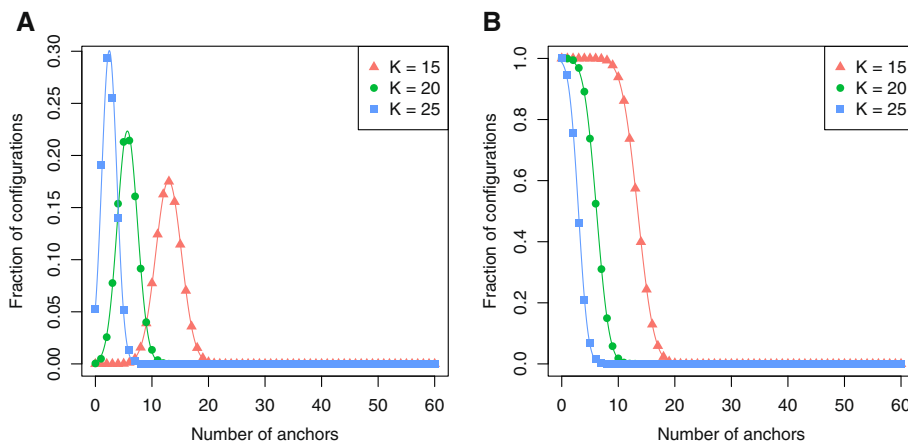 A
Fraction of configurations
0.30
0.25
0.20
0.15
0.10
0.05
0.00
K = 15
K = 20
K = 25
0 10 20 30 40 50 60
Number of anchors
B
Fraction of configurations
1.0
0.8
0.6
0.4
0.2
0.0
K = 15
K = 20
K = 25
0 10 20 30 40 50 60
Number of anchors